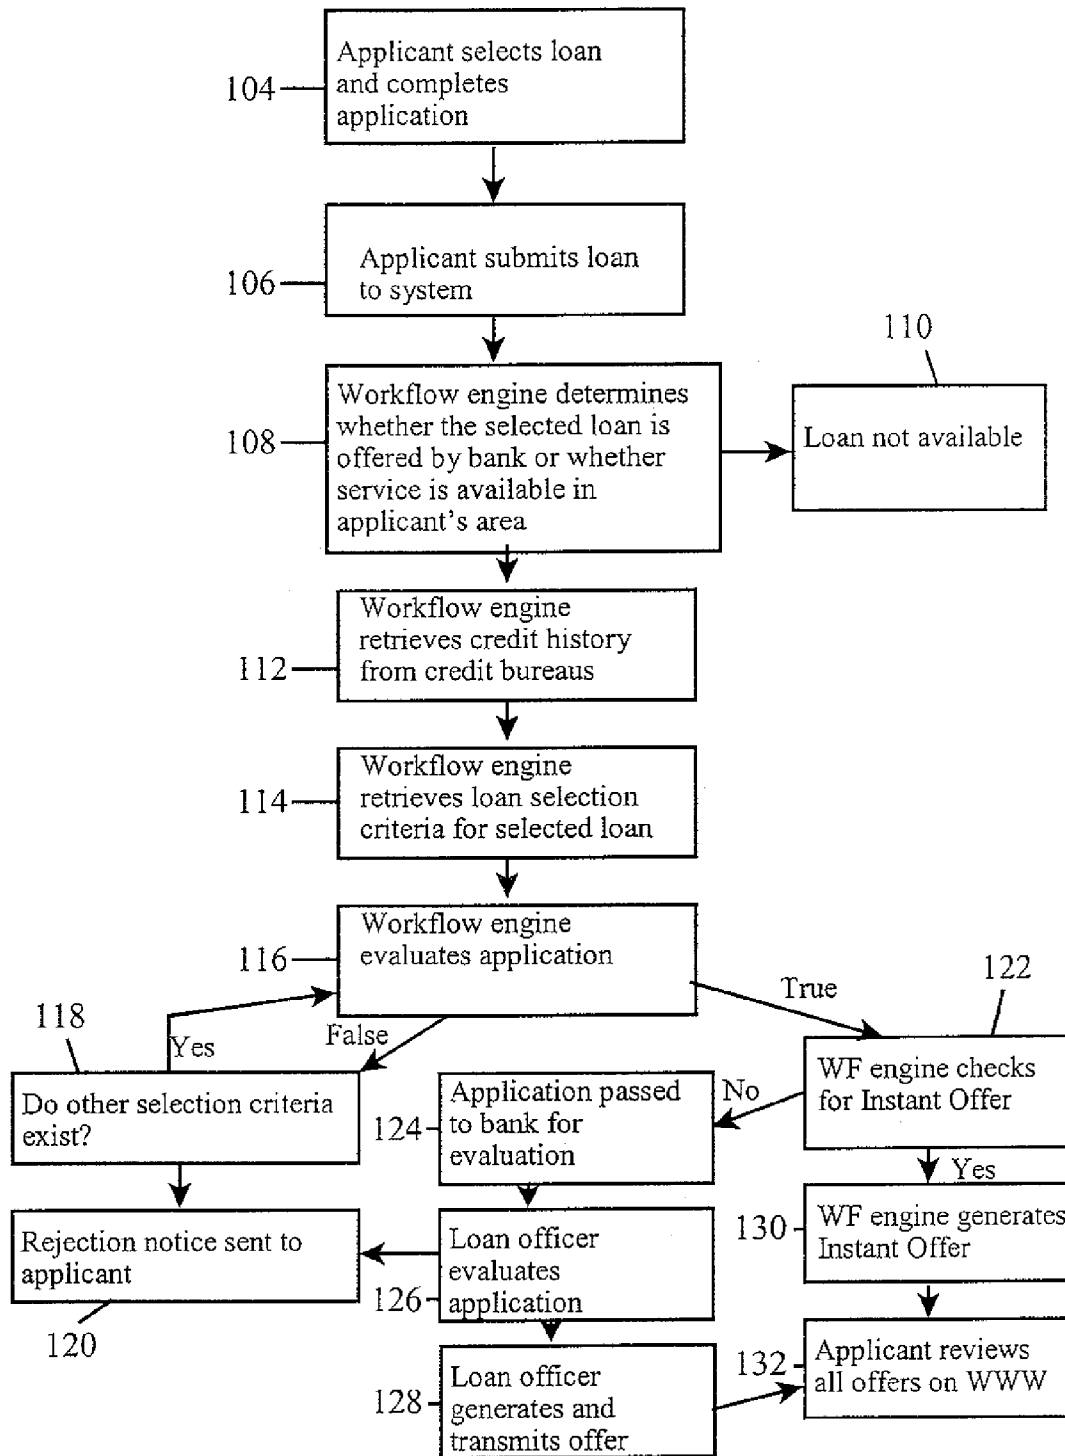 Applicant selects loan
and completes
application
104
Applicant submits loan
to system
106
110
Workflow engine determines
whether the selected loan is
offered by bank or whether
service is available in
applicant's area
108
Loan not available
Workflow engine
retrieves credit history
from credit bureaus
112
Workflow engine
retrieves loan selection
criteria for selected loan
114
Workflow engine
evaluates application
116
True
122
118
Yes
False
Do other selection criteria
exist?
124
Application passed
to bank for
evaluation
No
WF engine checks
for Instant Offer
Yes
Rejection notice sent to
applicant
120
Loan officer
evaluates
application
126
130
WF engine generates
Instant Offer
128
Loan officer
generates and
transmits offer
132
Applicant reviews
all offers on WWW